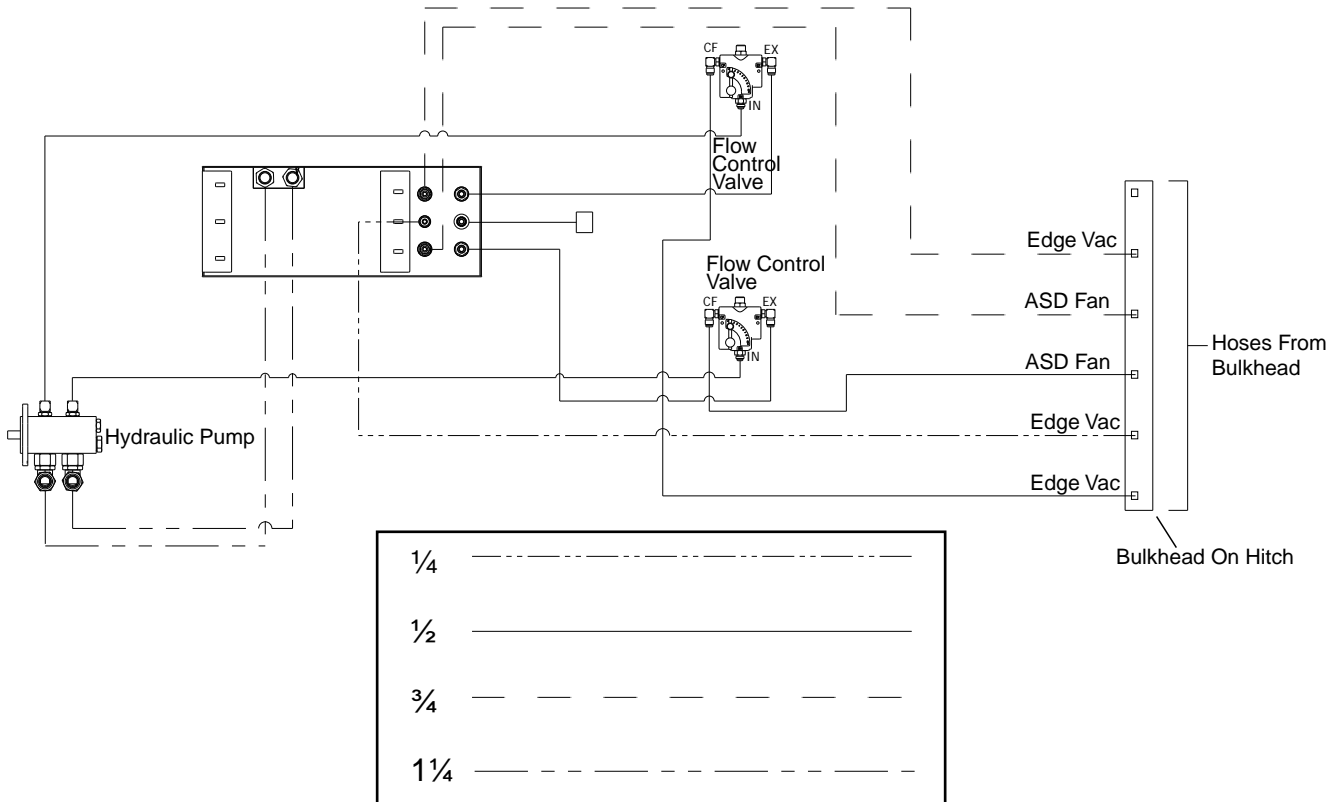 CF
EX
IN
Flow
Control
Valve
Edge Vac
Flow Control
Valve
CF
EX
IN
ASD Fan
ASD Fan
Hoses From
Bulkhead
Hydraulic Pump
Edge Vac
Edge Vac
Bulkhead On Hitch
¼
½
¾
1¼